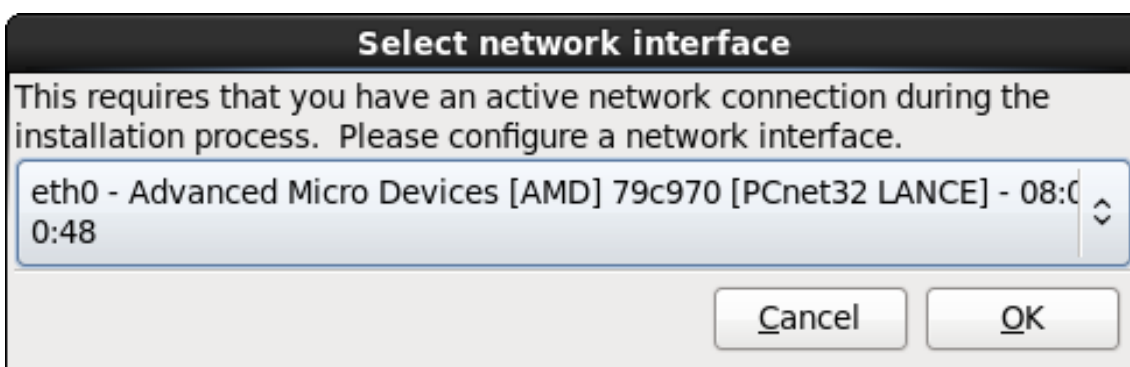 Select network interface
This requires that you have an active network connection during the
installation process.  Please configure a network interface.
eth0 - Advanced Micro Devices [AMD] 79c970 [PCnet32 LANCE] - 08:0
0:48
Cancel
OK